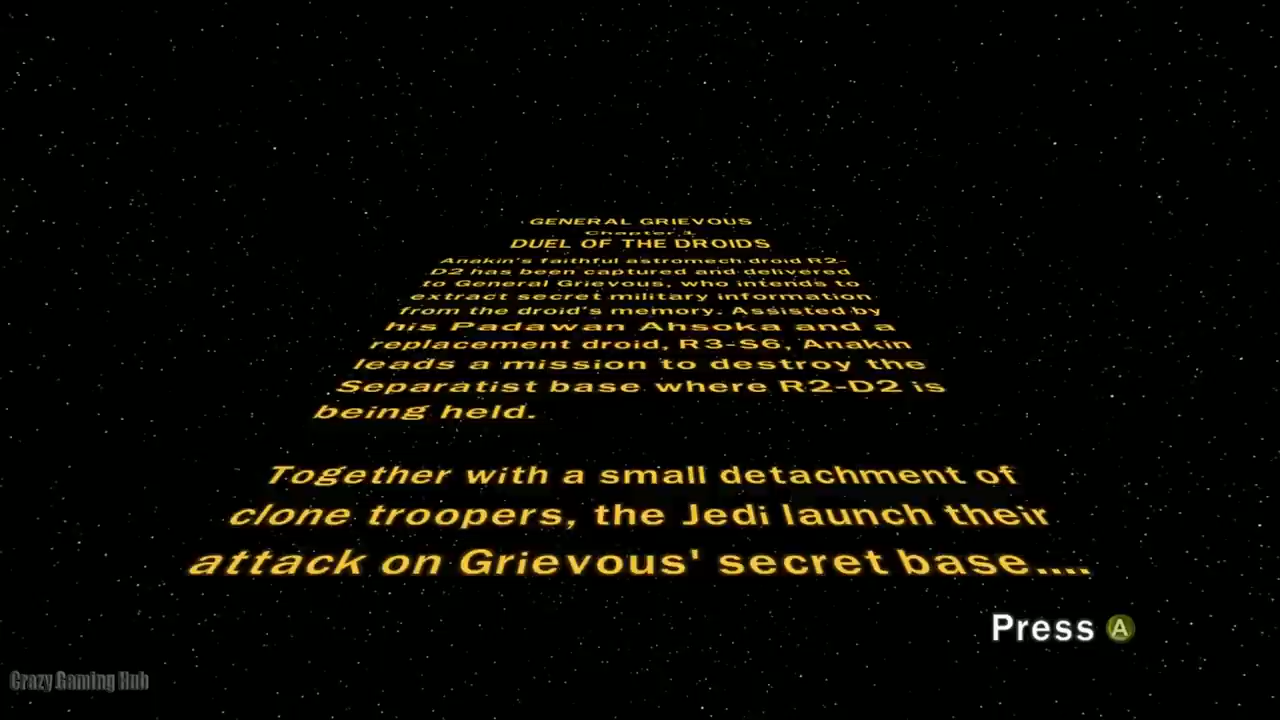 GENERAL GRIEVOUS
Chapter 1
DUEL OF THE DROIDS
Anakin's faithful astromech droid R2-
D2 has been captured and delivered
to General Grievous, who intends to
extract secret military information
from the droid's memory. Assisted by
his Padawan Ahsoka and a
replacement droid, R3-S6, Anakin
leads a mission to destroy the
Separatist base where R2-D2 is
being held.
Together with a small detachment of
clone troopers, the Jedi launch their
attack on Grievous' secret base....
Press A
Crazy Gaming Hub